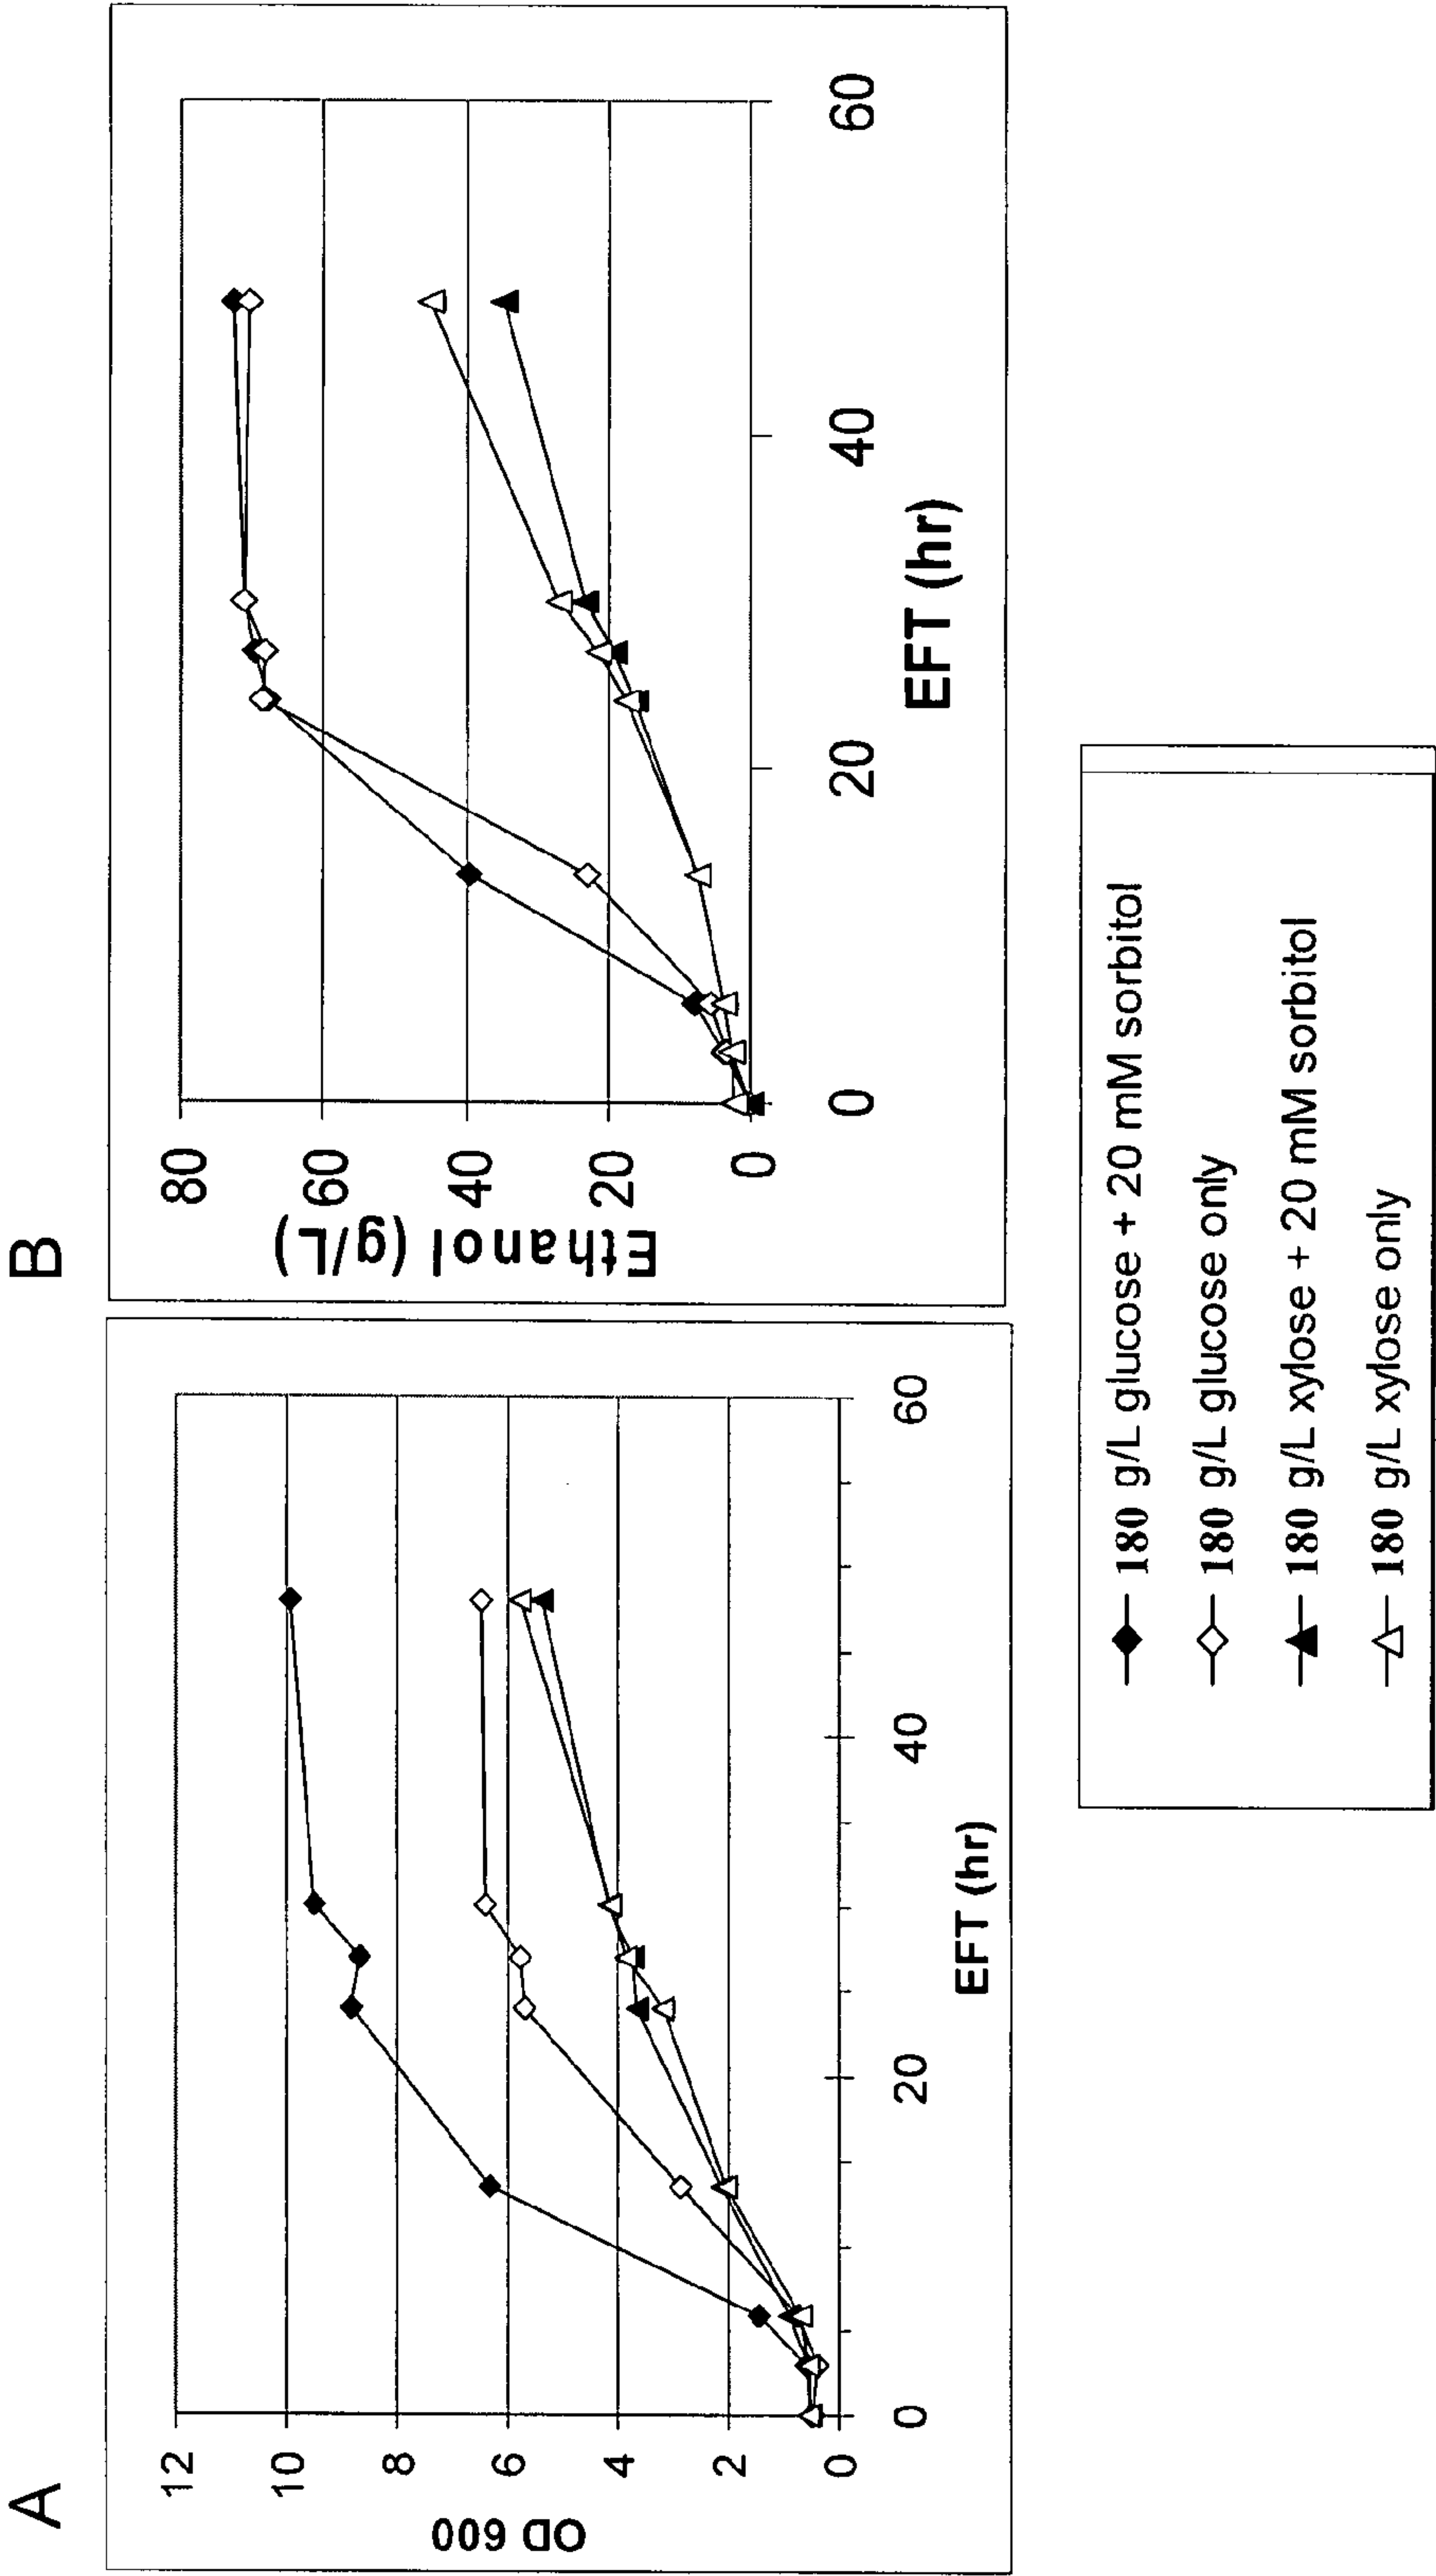 A
12
10
8
6
4
2
0
OD 600
0
20
40
60
EFT (hr)
B
80
60
40
20
0
Ethanol (g/L)
0
20
40
60
EFT (hr)
180 g/L glucose + 20 mM sorbitol
180 g/L glucose only
180 g/L xylose + 20 mM sorbitol
180 g/L xylose only